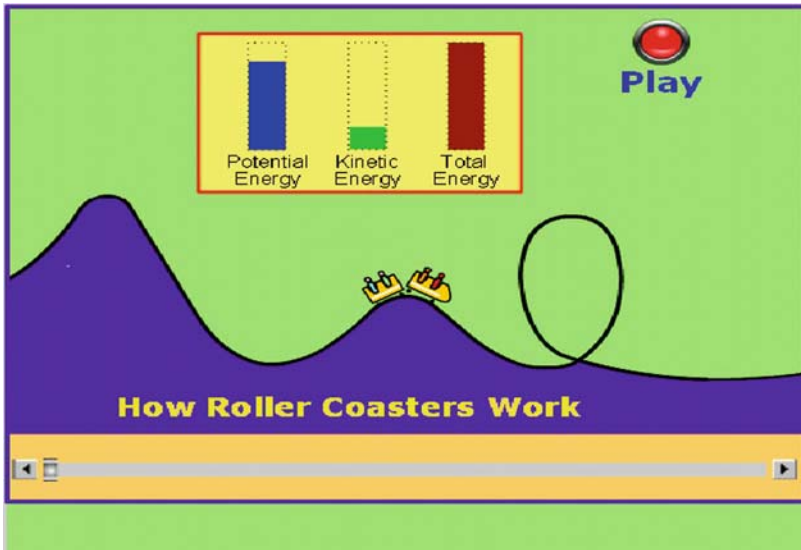 Play
Potential Energy
Kinetic Energy
Total Energy
How Roller Coasters Work